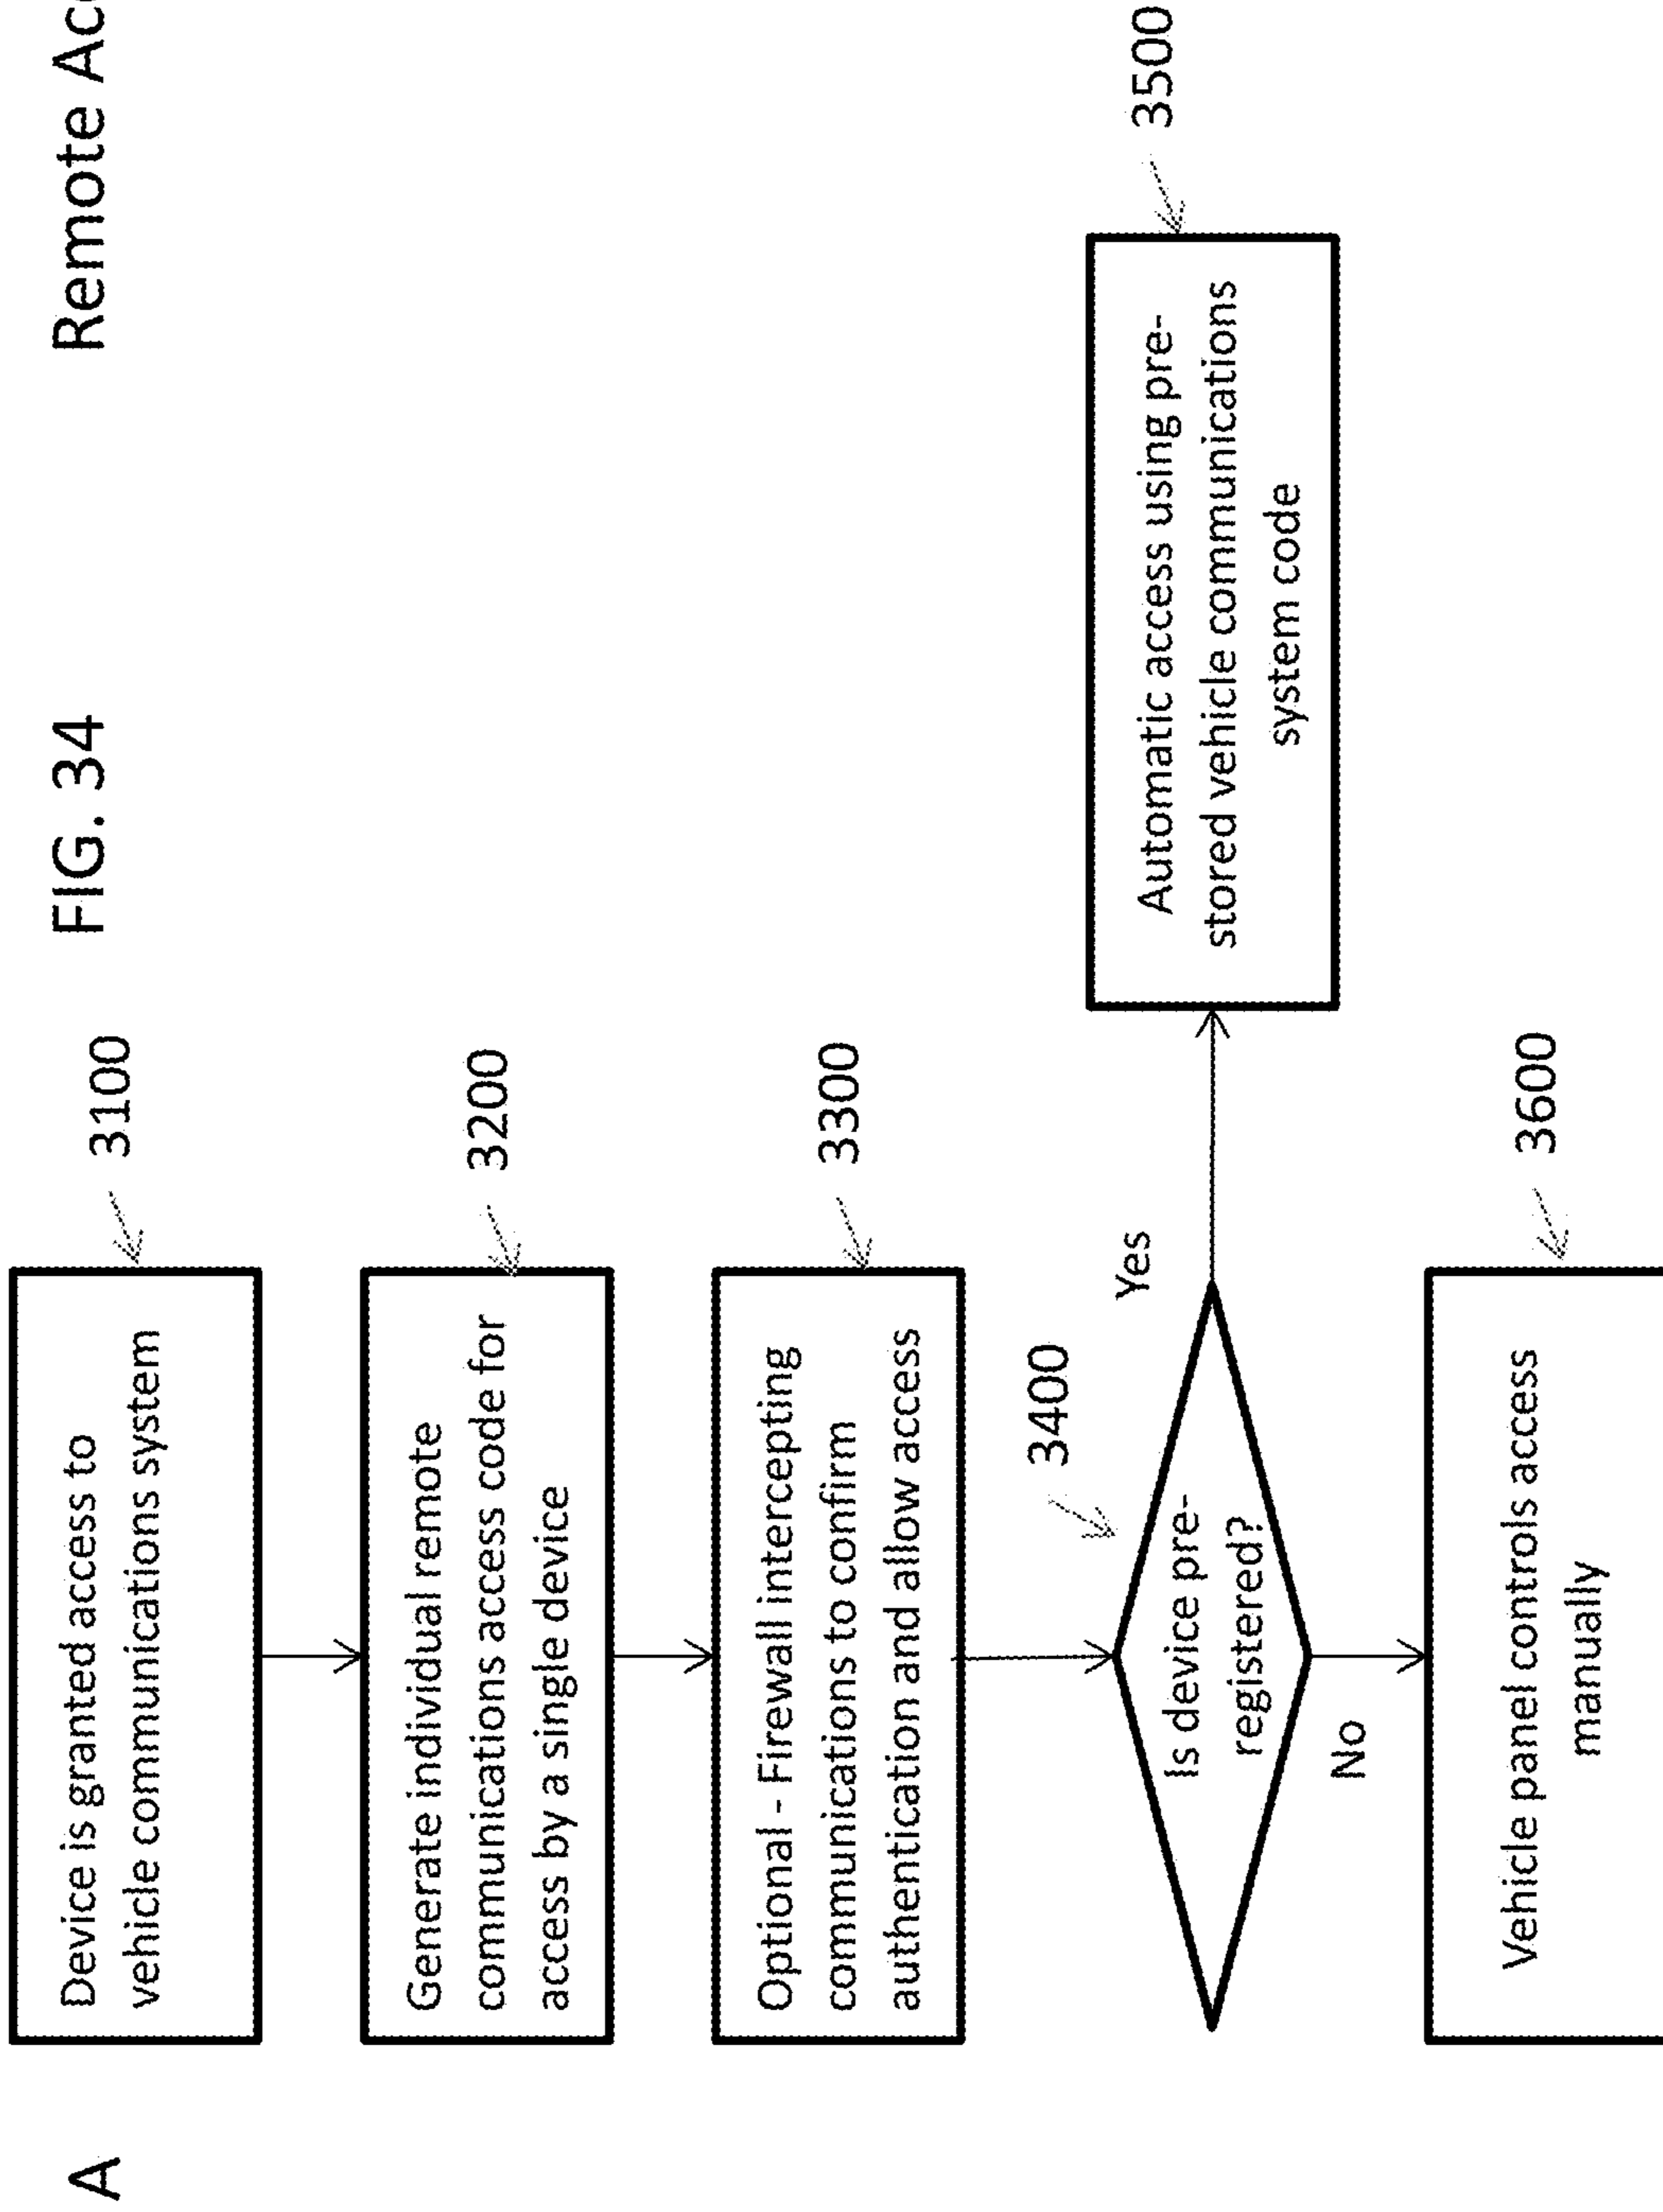 A
FIG. 34
Remote
Device is granted access to
vehicle communications system
3100
Generate individual remote
communications access code for
access by a single device
3200
Optional - Firewall intercepting
communications to confirm
authentication and allow access
3300
3400
Is device pre-
registered?
Yes
Automatic access using pre-
stored vehicle communications
system code
3500
No
Vehicle panel controls access
manually
3600